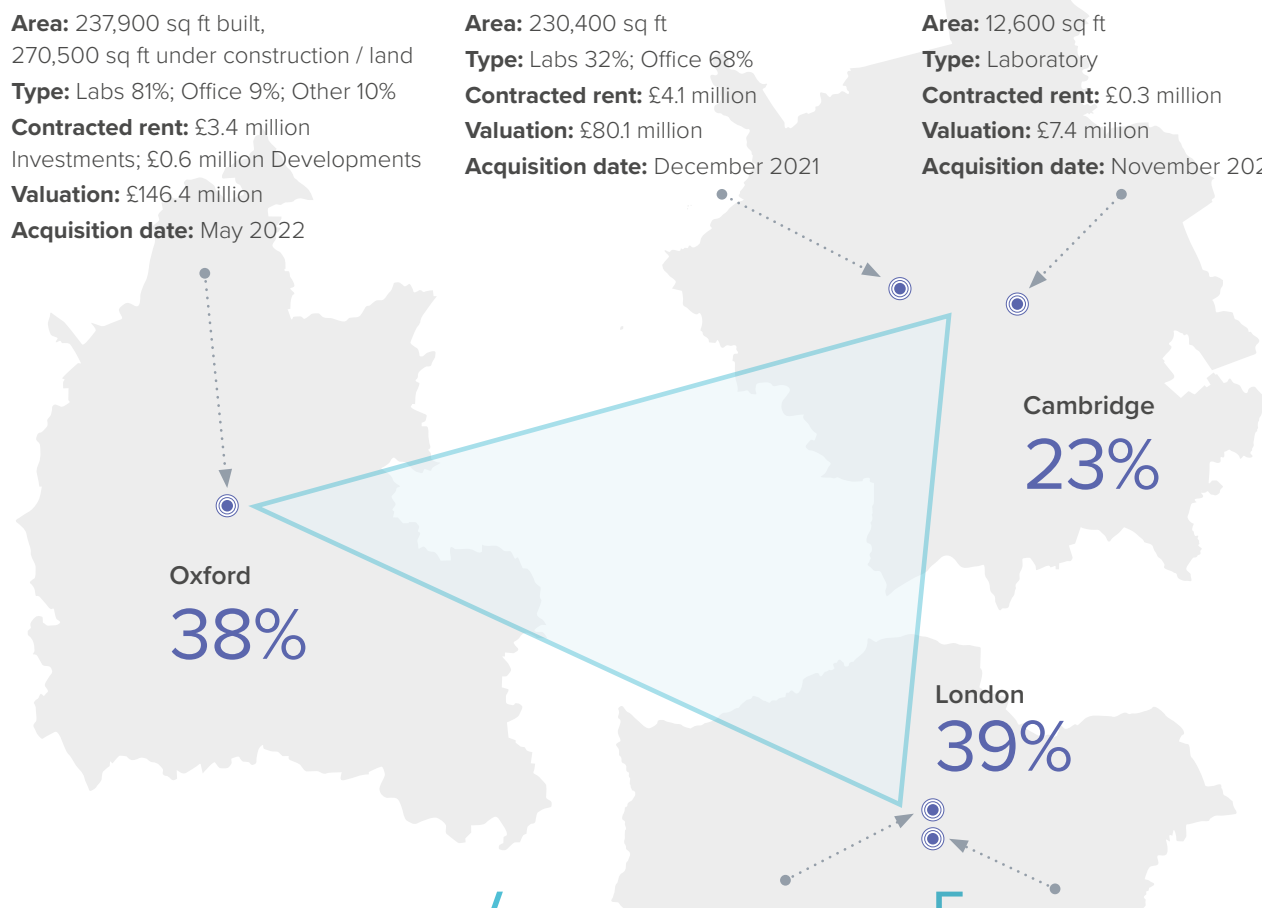 Area: 237,900 sq ft built,
270,500 sq ft under construction / land
Type: Labs 81%; Office 9%; Other 10%
Contracted rent: £3.4 million
Investments; £0.6 million Developments
Valuation: £146.4 million
Acquisition date: May 2022
Area: 230,400 sq ft
Type: Labs 32%; Office 68%
Contracted rent: £4.1 million
Valuation: £80.1 million
Acquisition date: December 2021
Area: 12,600 sq ft
Type: Laboratory
Contracted rent: £0.3 million
Valuation: £7.4 million
Acquisition date: November
Cambridge
23%
Oxford
38%
London
39%